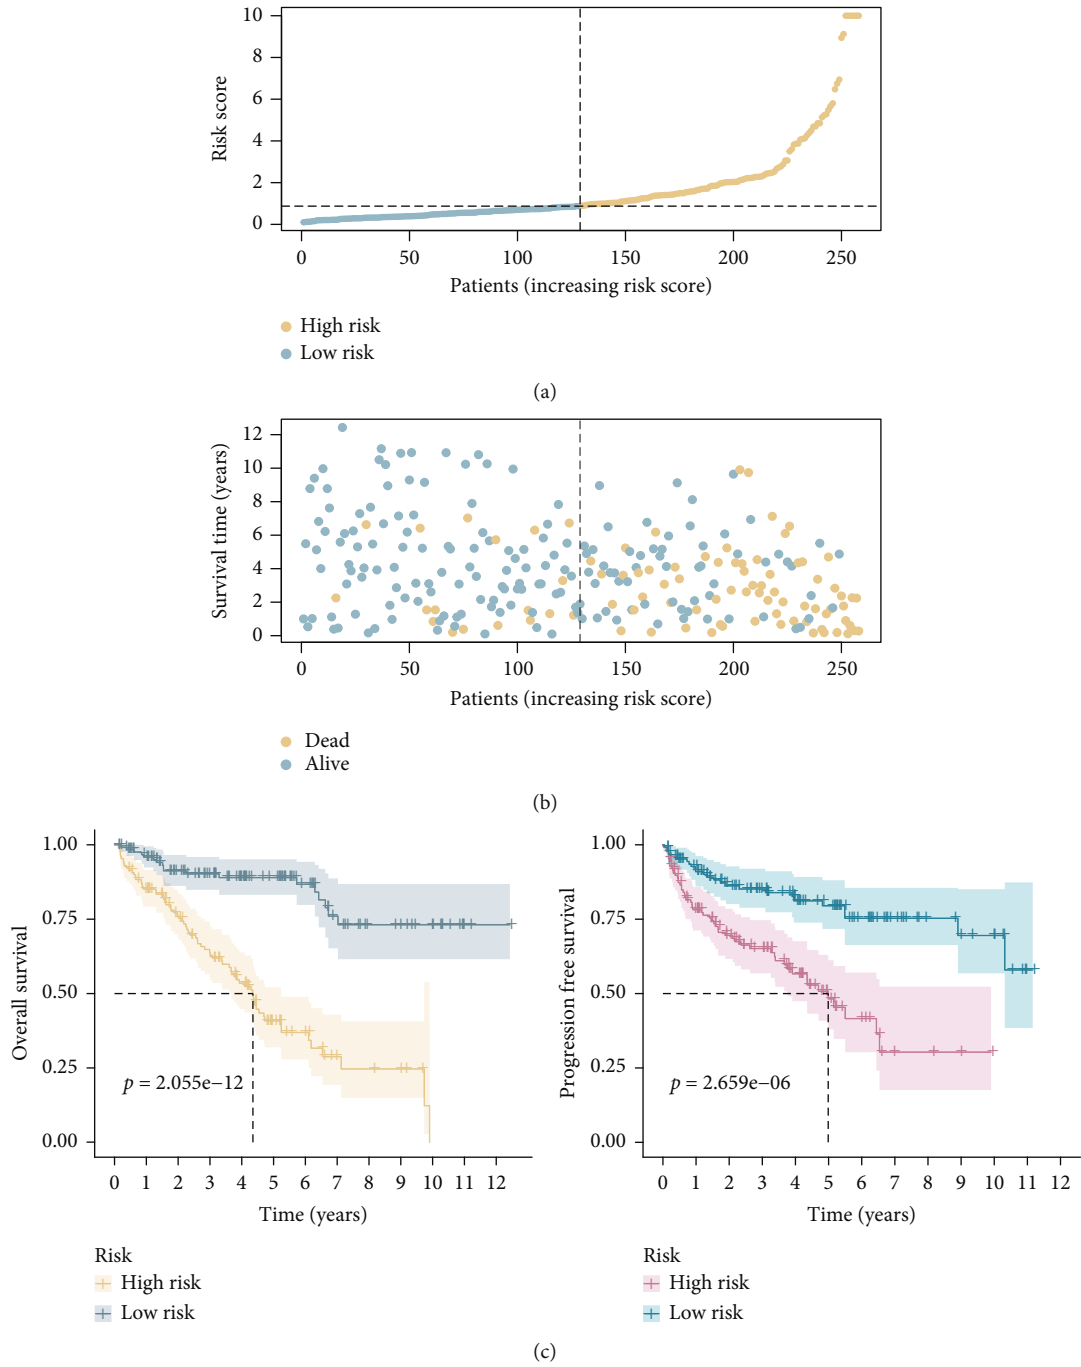 10
8
6
4
2
0
Risk score
0 50 100 150 200 250
Patients (increasing risk score)
High risk
Low risk
(a)
12
10
8
6
4
2
0
Survival time (years)
0 50 100 150 200 250
Patients (increasing risk score)
Dead
Alive
(b)
1.00
0.75
0.50
0.25
0.00
Overall survival
p = 2.055e−12
0 1 2 3 4 5 6 7 8 9 10 11 12
Time (years)
Risk
High risk
Low risk
1.00
0.75
0.50
0.25
0.00
Progression free survival
p = 2.659e−06
0 1 2 3 4 5 6 7 8 9 10 11 12
Time (years)
Risk
High risk
Low risk
(c)